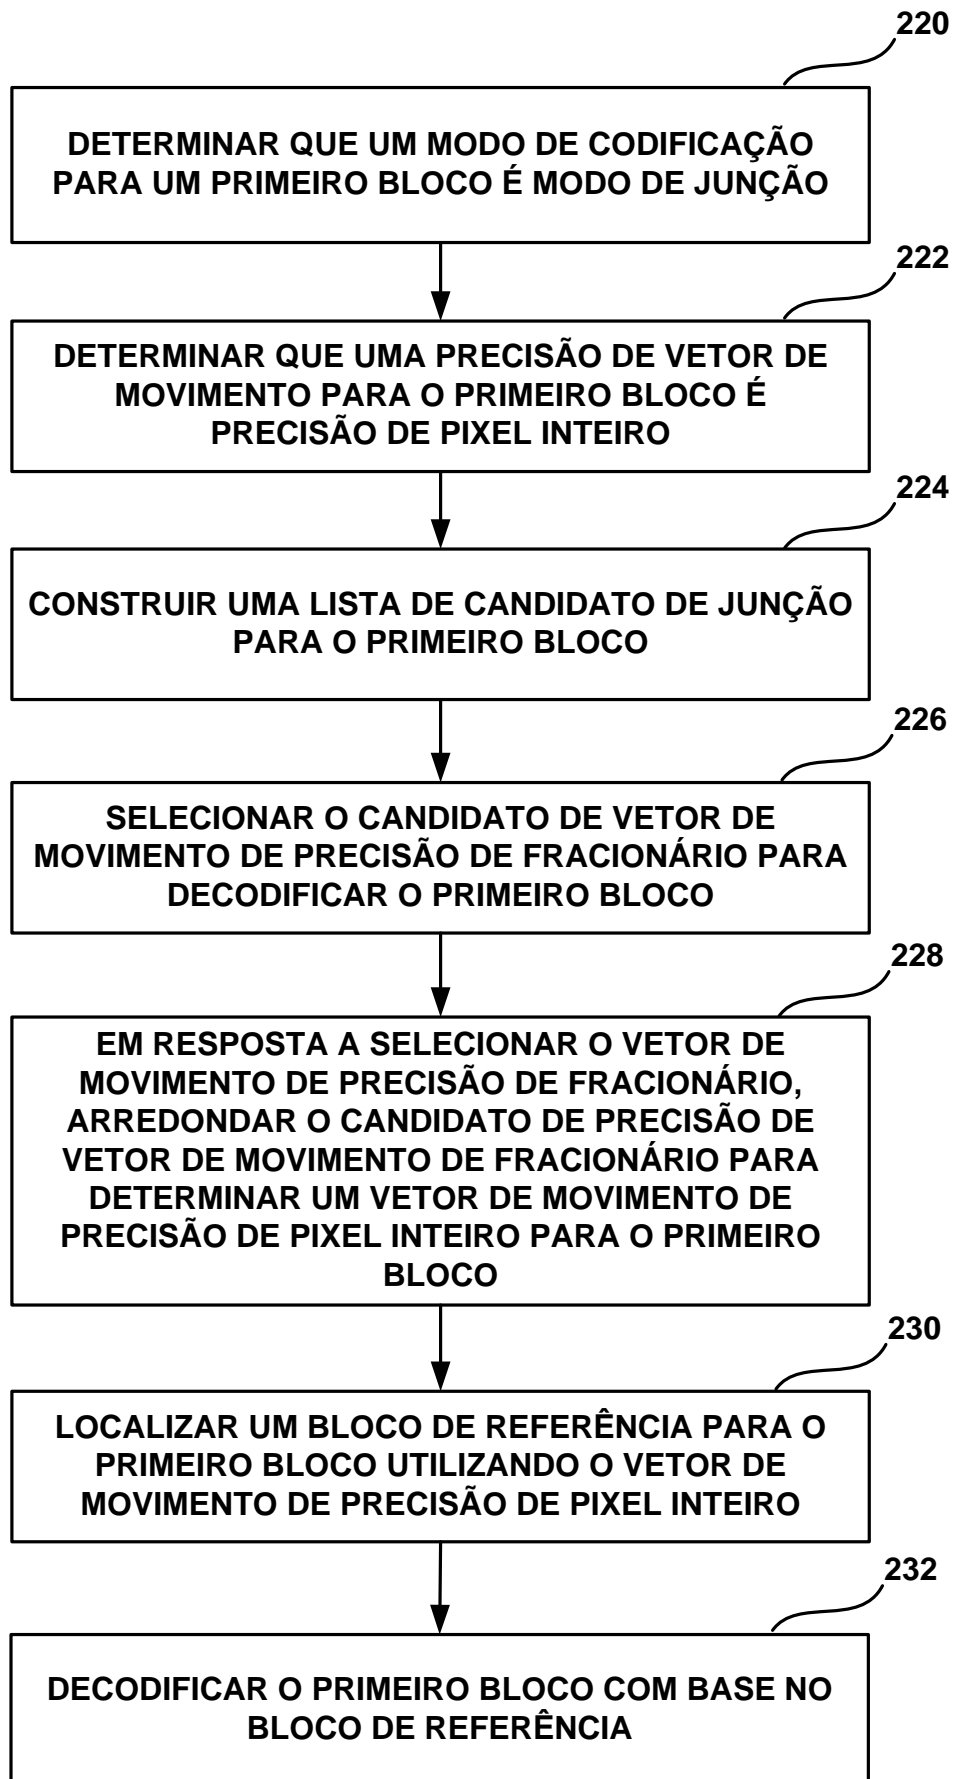 220
DETERMINAR QUE UM MODO DE CODIFICAÇÃO
PARA UM PRIMEIRO BLOCO É MODO DE JUNÇÃO
222
DETERMINAR QUE UMA PRECISÃO DE VETOR DE
MOVIMENTO PARA O PRIMEIRO BLOCO É
PRECISÃO DE PIXEL INTEIRO
224
CONSTRUIR UMA LISTA DE CANDIDATO DE JUNÇÃO
PARA O PRIMEIRO BLOCO
226
SELECIONAR O CANDIDATO DE VETOR DE
MOVIMENTO DE PRECISÃO DE FRACIONÁRIO PARA
DECODIFICAR O PRIMEIRO BLOCO
228
EM RESPOSTA A SELECIONAR O VETOR DE
MOVIMENTO DE PRECISÃO DE FRACIONÁRIO,
ARREDONDAR O CANDIDATO DE PRECISÃO DE
VETOR DE MOVIMENTO DE FRACIONÁRIO PARA
DETERMINAR UM VETOR DE MOVIMENTO DE
PRECISÃO DE PIXEL INTEIRO PARA O PRIMEIRO
BLOCO
230
LOCALIZAR UM BLOCO DE REFERÊNCIA PARA O
PRIMEIRO BLOCO UTILIZANDO O VETOR DE
MOVIMENTO DE PRECISÃO DE PIXEL INTEIRO
232
DECODIFICAR O PRIMEIRO BLOCO COM BASE NO
BLOCO DE REFERÊNCIA